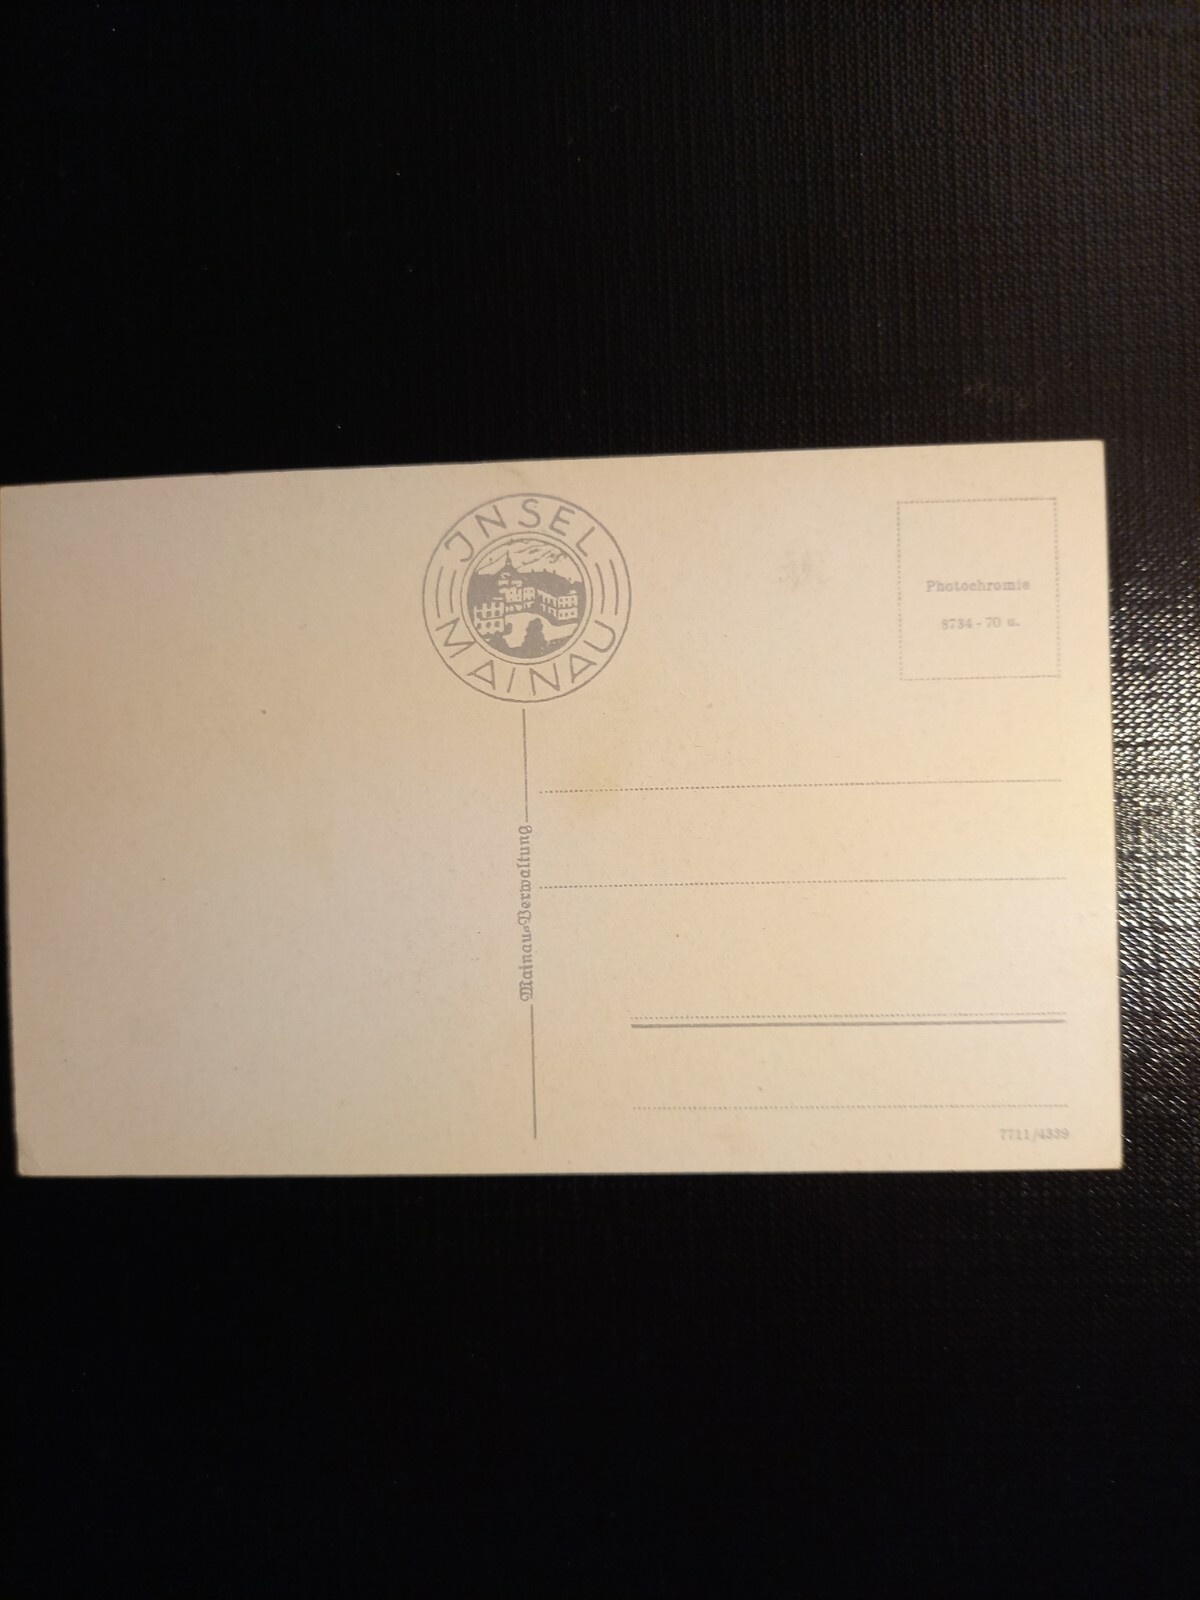 JNSEL
MAINAU
Photochromie
8734 - 70 u.
Mainau-Verwaltung
7711/4339